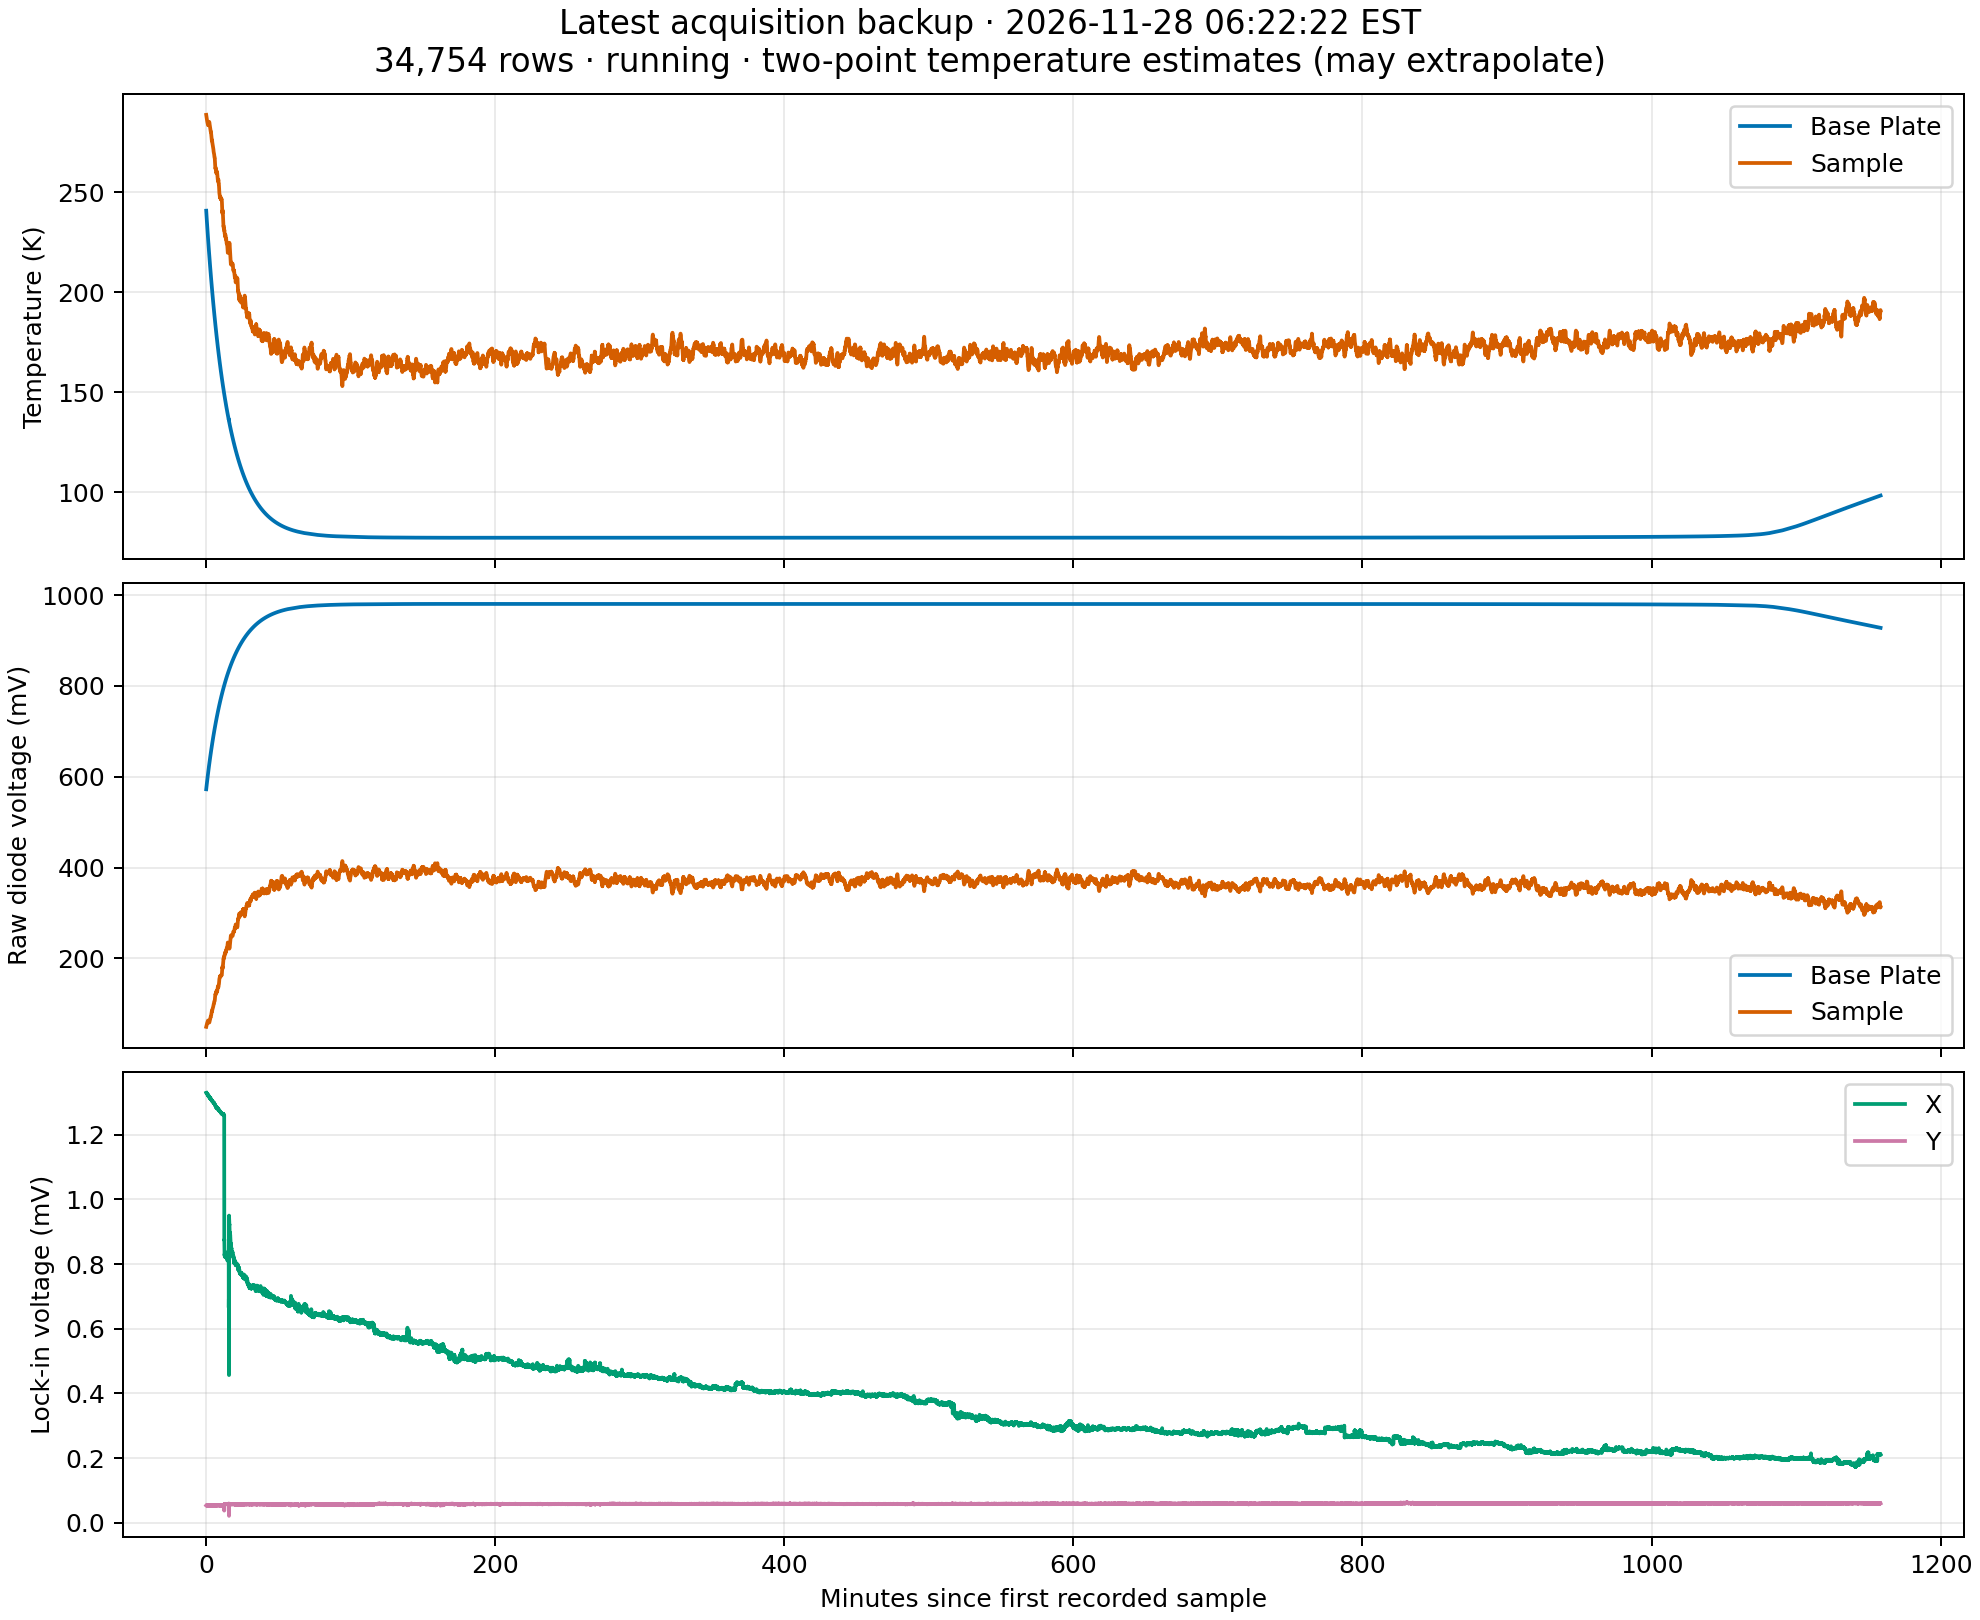 Latest acquisition backup · 2026-11-28 06:22:22 EST
34,754 rows · running · two-point temperature estimates (may extrapolate)
Temperature (K)
250
200
150
100
Base Plate
Sample
Raw diode voltage (mV)
1000
800
600
400
200
Base Plate
Sample
Lock-in voltage (mV)
1.2
1.0
0.8
0.6
0.4
0.2
0.0
X
Y
0 200 400 600 800 1000 1200
Minutes since first recorded sample